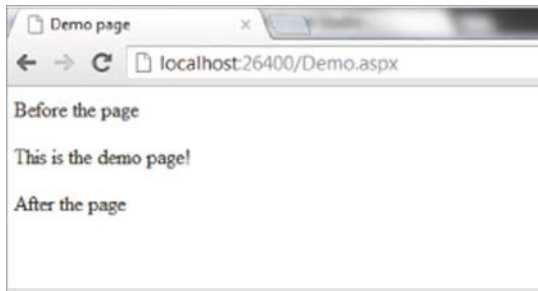 Demo page
localhost:26400/Demo.aspx
Before the page
This is the demo page!
After the page